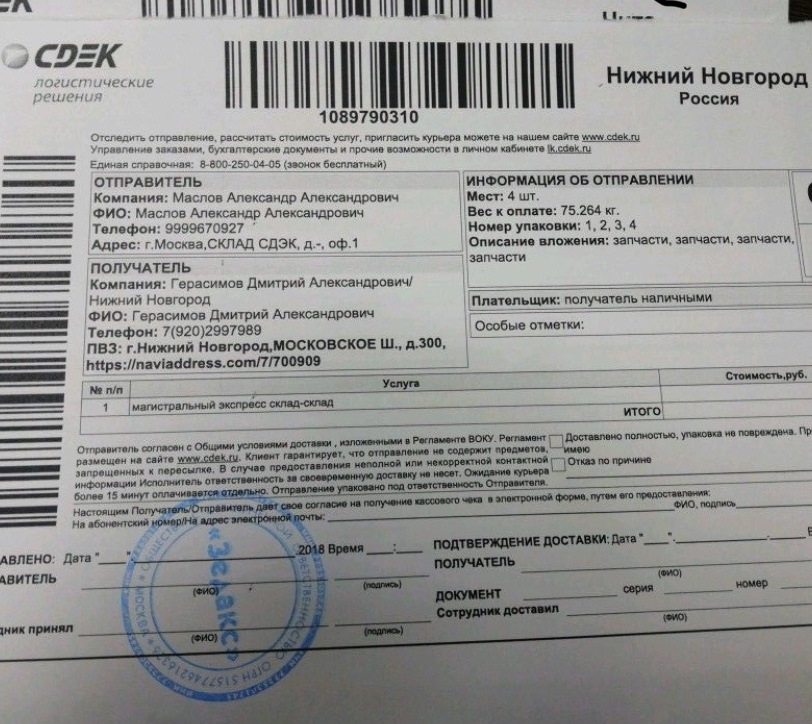 CDEK
логистические
решения
1089790310
Нижний Новгород
Россия
Отследить отправление, рассчитать стоимость услуг, пригласить курьера можете на нашем сайте www.cdek.ru
Управление заказами, бухгалтерские документы и прочие возможности в личном кабинете lk.cdek.ru
Единая справочная: 8-800-250-04-05 (звонок бесплатный)
ОТПРАВИТЕЛЬ
Компания: Маслов Александр Александрович
ФИО: Маслов Александр Александрович
Телефон: 9999670927
Адрес: г.Москва,СКЛАД СДЭК, д.-, оф.1
ИНФОРМАЦИЯ ОБ ОТПРАВЛЕНИИ
Мест: 4 шт.
Вес к оплате: 75.264 кг.
Номер упаковки: 1, 2, 3, 4
Описание вложения: запчасти, запчасти, запчасти,
запчасти
ПОЛУЧАТЕЛЬ
Компания: Герасимов Дмитрий Александрович/
Нижний Новгород
ФИО: Герасимов Дмитрий Александрович
Телефон: 7(920)2997989
ПВЗ: г.Нижний Новгород,МОСКОВСКОЕ Ш., д.300,
https://naviaddress.com/7/700909
Плательщик: получатель наличными
Особые отметки:
№ п/п Услуга Стоимость,руб.
1 магистральный экспресс склад-склад
ИТОГО
Отправитель согласен с Общими условиями доставки , изложенными в Регламенте ВОКУ. Регламент
размещен на сайте www.cdek.ru. Клиент гарантирует, что отправление не содержит предметов,
запрещенных к пересылке. В случае предоставления неполной или некорректной контактной
информации Исполнитель ответственность за своевременную доставку не несет. Ожидание курьера
более 15 минут оплачивается отдельно. Отправление упаковано под ответственность Отправителя.
Доставлено полностью, упаковка не повреждена.
имею
Отказ по причине
Настоящим Получатель/Отправитель дает свое согласие на получение кассового чека в электронной форме, путем его предоставления:
На абонентский номер/На адрес электронной почты: ФИО, подпись
АВЛЕНО: Дата " " .2018 Время :
АВИТЕЛЬ
(ФИО) (подпись)
дник принял
(ФИО) (подпись)
ПОДТВЕРЖДЕНИЕ ДОСТАВКИ: Дата " " .
ПОЛУЧАТЕЛЬ
(ФИО)
ДОКУМЕНТ серия номер
Сотрудник доставил
(ФИО)
«Зелакс»